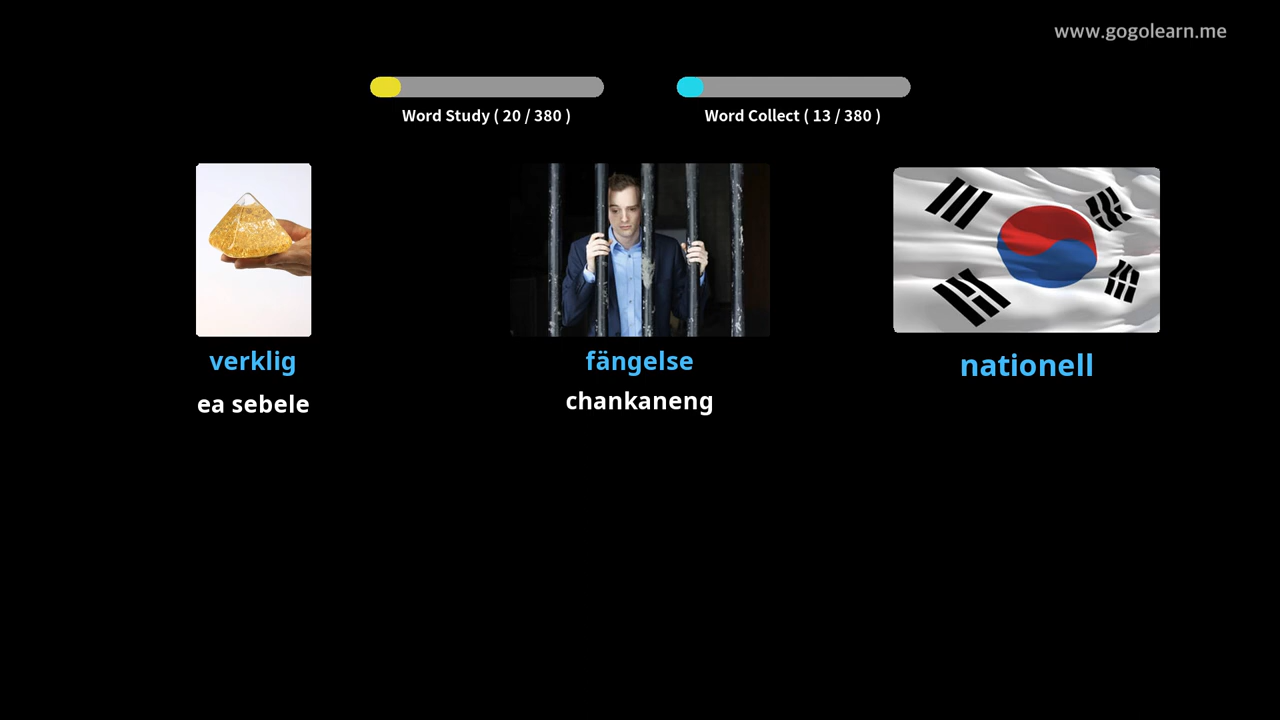 www.gogolearn.me
Word Study ( 20 / 380 )
Word Collect ( 13 / 380 )
verklig
fängelse
nationell
ea sebele
chankaneng